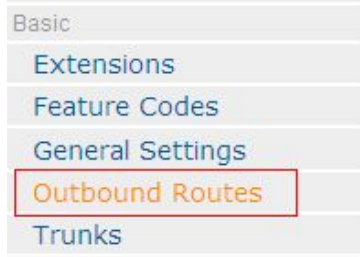 Basic
Extensions
Feature Codes
General Settings
Outbound Routes
Trunks